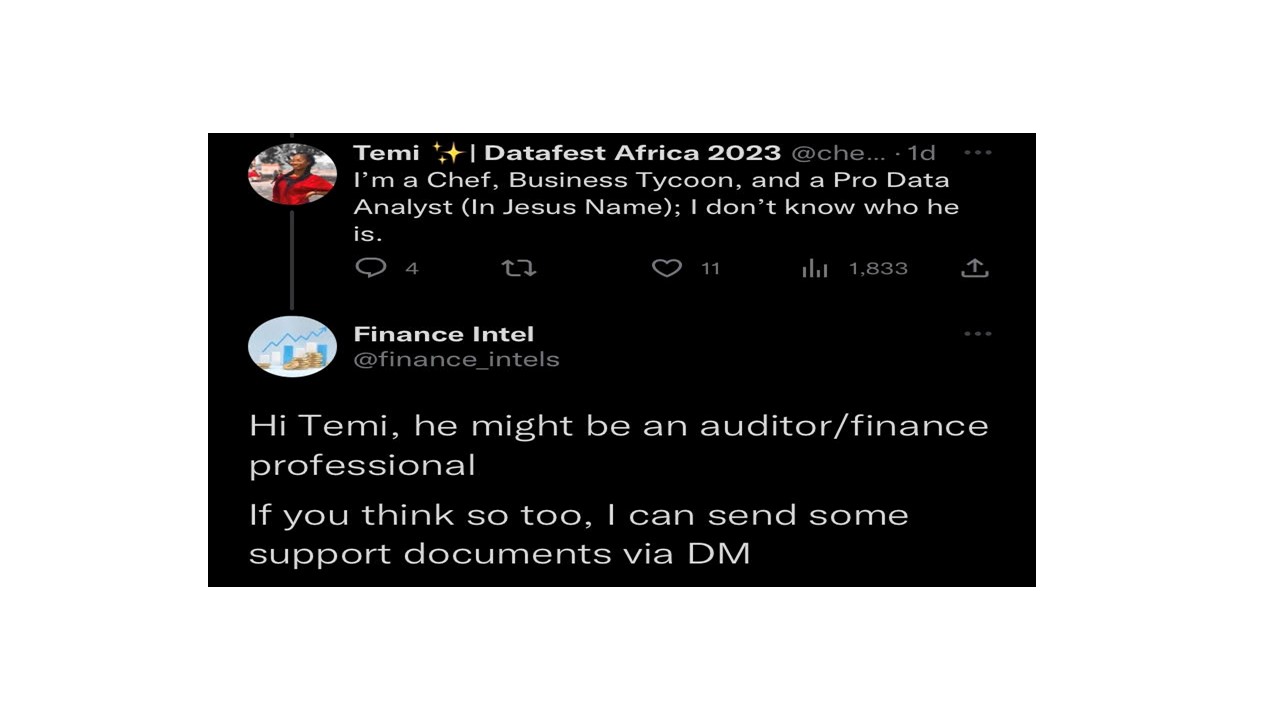 Temi ✨| Datafest Africa 2023 @che... · 1d
I’m a Chef, Business Tycoon, and a Pro Data
Analyst (In Jesus Name); I don’t know who he
is.
4 11 1,833
Finance Intel
@finance_intels
Hi Temi, he might be an auditor/finance
professional
If you think so too, I can send some
support documents via DM